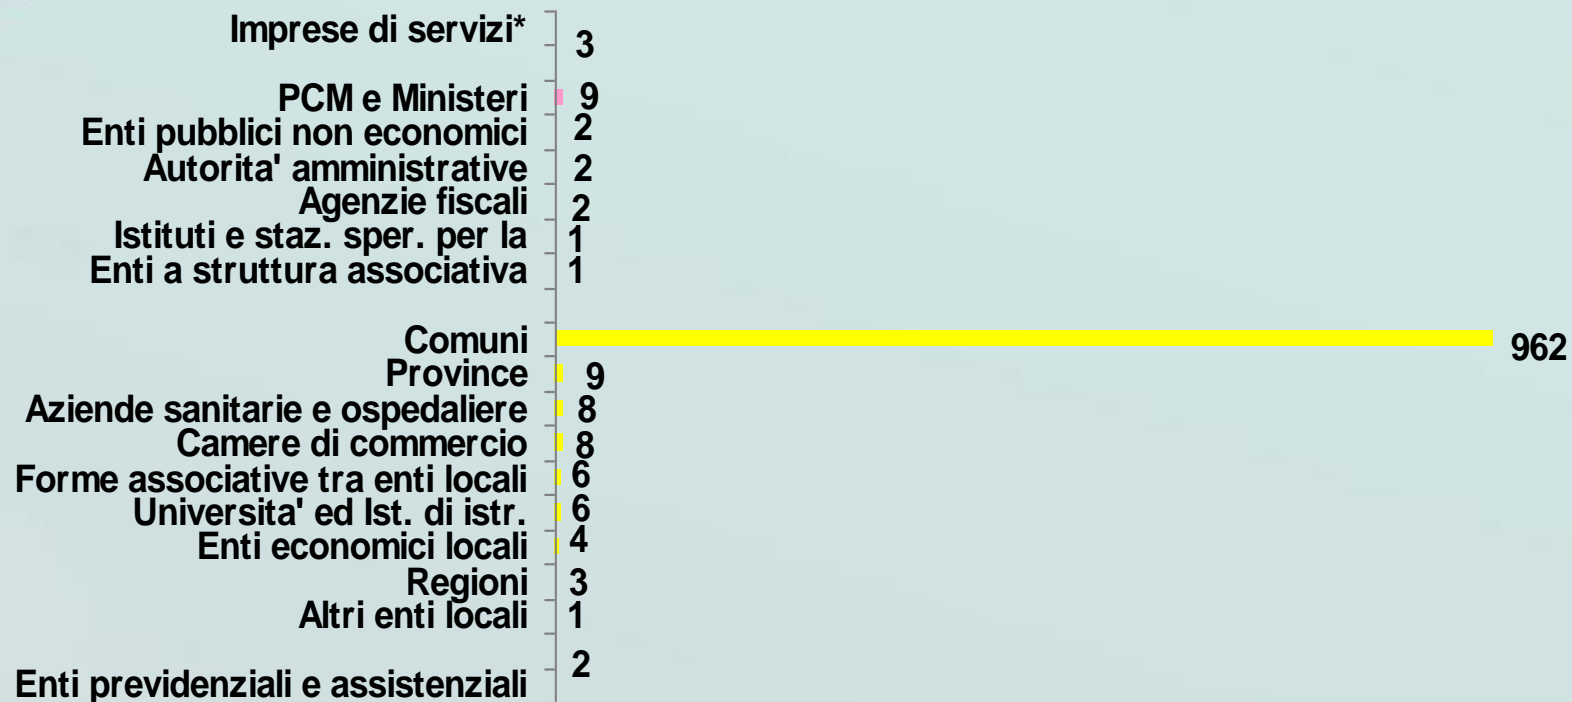 Imprese di servizi* 3
PCM e Ministeri 9
Enti pubblici non economici 2
Autorita' amministrative 2
Agenzie fiscali 2
Istituti e staz. sper. per la 1
Enti a struttura associativa 1
Comuni 962
Province 9
Aziende sanitarie e ospedaliere 8
Camere di commercio 8
Forme associative tra enti locali 6
Universita' ed Ist. di istr. 6
Enti economici locali 4
Regioni 3
Altri enti locali 1
Enti previdenziali e assistenziali 2